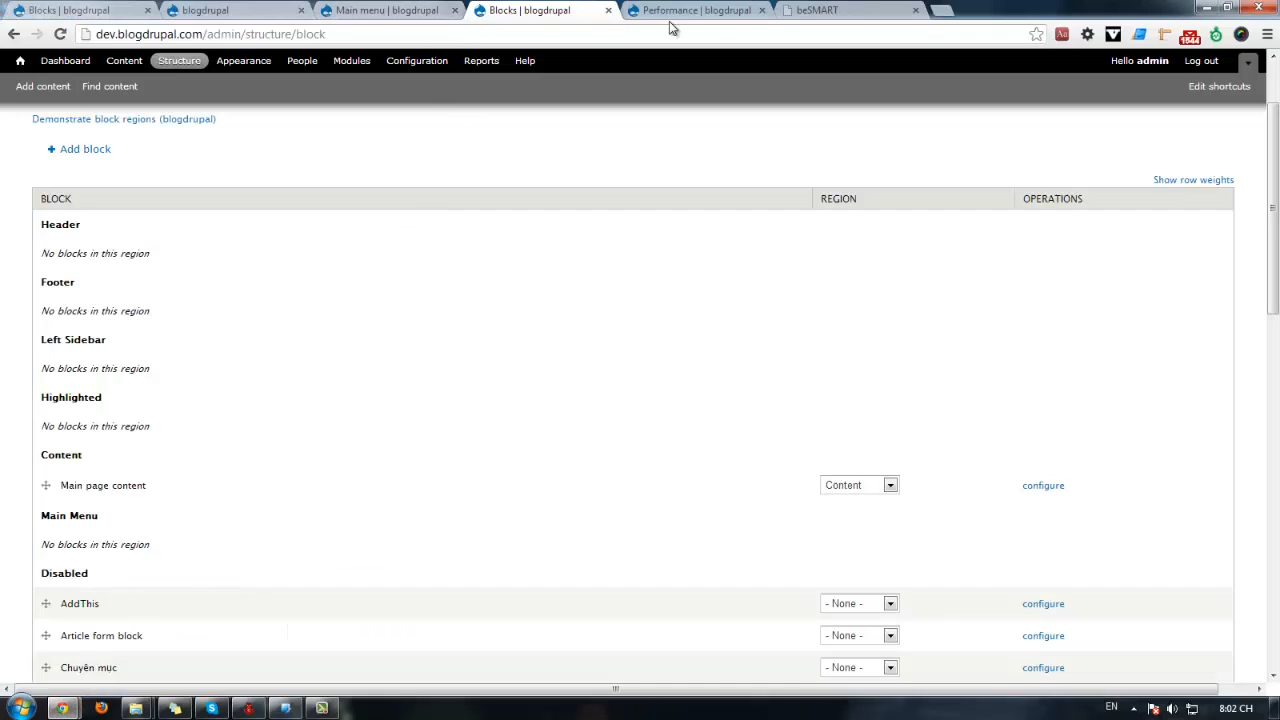 Blocks | blogdrupal
blogdrupal
Main menu | blogdrupal
Blocks | blogdrupal
Performance | blogdrupal
beSMART
dev.blogdrupal.com/admin/structure/block
1544
Dashboard Content Structure Appearance People Modules Configuration Reports Help Hello admin Log out
Add content Find content Edit shortcuts
Demonstrate block regions (blogdrupal)
Add block
Show row weights
BLOCK REGION OPERATIONS
Header
No blocks in this region
Footer
No blocks in this region
Left Sidebar
No blocks in this region
Highlighted
No blocks in this region
Content
Main page content Content configure
Main Menu
No blocks in this region
Disabled
AddThis - None - configure
Article form block - None - configure
Chuyên mục - None - configure
EN 8:02 CH